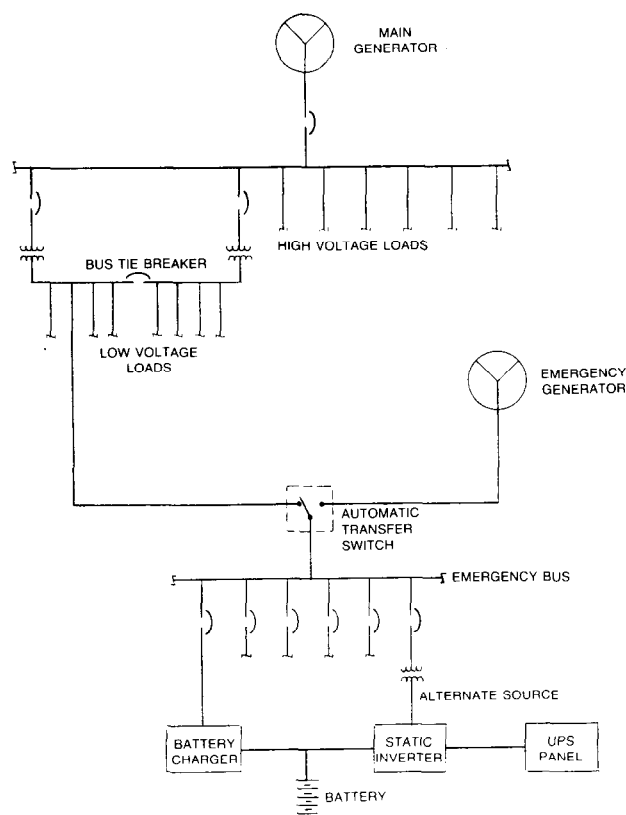 MAIN
GENERATOR
HIGH VOLTAGE LOADS
BUS TIE BREAKER
LOW VOLTAGE
LOADS
EMERGENCY
GENERATOR
AUTOMATIC
TRANSFER
SWITCH
EMERGENCY BUS
ALTERNATE SOURCE
BATTERY
CHARGER
STATIC
INVERTER
UPS
PANEL
BATTERY